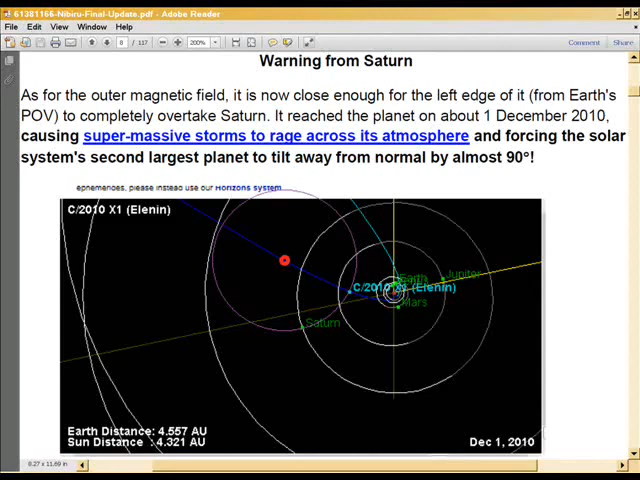 61381166-Nibiru-Final-Update.pdf - Adobe Reader
File Edit View Window Help
8 / 117 200% Comment Share
Warning from Saturn
As for the outer magnetic field, it is now close enough for the left edge of it (from Earth's
POV) to completely overtake Saturn. It reached the planet on about 1 December 2010,
causing super-massive storms to rage across its atmosphere and forcing the solar
system's second largest planet to tilt away from normal by almost 90°!
please instead use our Horizons system
C/2010 X1 (Elenin)
Earth
Jupiter
C/2010 X1 (Elenin)
Mars
Saturn
Earth Distance: 4.557 AU
Sun Distance : 4.321 AU
Dec 1, 2010
8.27 x 11.69 in